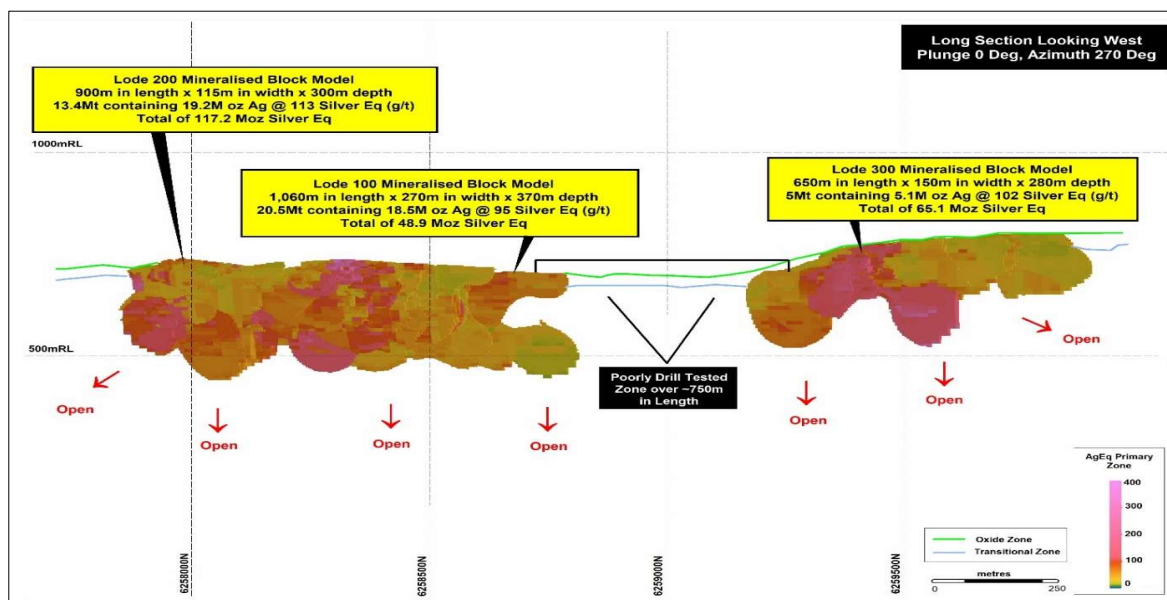 Long Section Looking West
Plunge 0 Deg, Azimuth 270 Deg
Lode 200 Mineralised Block Model
900m in length x 115m in width x 300m depth
13.4Mt containing 19.2M oz Ag @ 113 Silver Eq (g/t)
Total of 117.2 Moz Silver Eq
1000mRL
Lode 100 Mineralised Block Model
1,060m in length x 270m in width x 370m depth
20.5Mt containing 18.5M oz Ag @ 95 Silver Eq (g/t)
Total of 48.9 Moz Silver Eq
Lode 300 Mineralised Block Model
650m in length x 150m in width x 280m depth
5Mt containing 5.1M oz Ag @ 102 Silver Eq (g/t)
Total of 65.1 Moz Silver Eq
500mRL
Poorly Drill Tested
Zone over ~750m
in Length
Open
Open
Open
Open
Open
Open
Open
AgEq Primary
Zone
400
300
200
100
0
Oxide Zone
Transitional Zone
metres
0
250
6258000N
6258500N
6259000N
6259500N